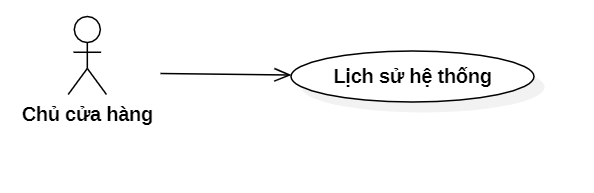 Lịch sử hệ thống
Chủ cửa hàng